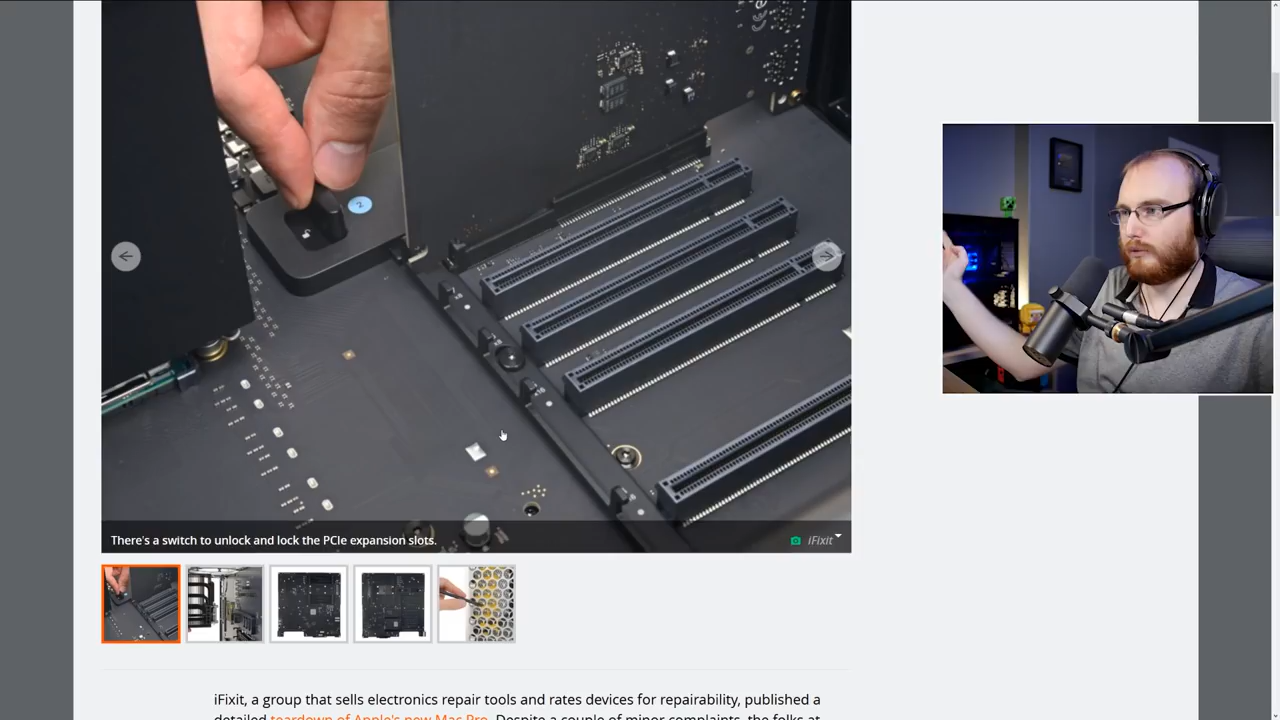 2
There's a switch to unlock and lock the PCIe expansion slots.
iFixit
iFixit, a group that sells electronics repair tools and rates devices for repairability, published a
detailed teardown of Apple's new Mac Pro. Despite a couple of minor complaints, the folks at